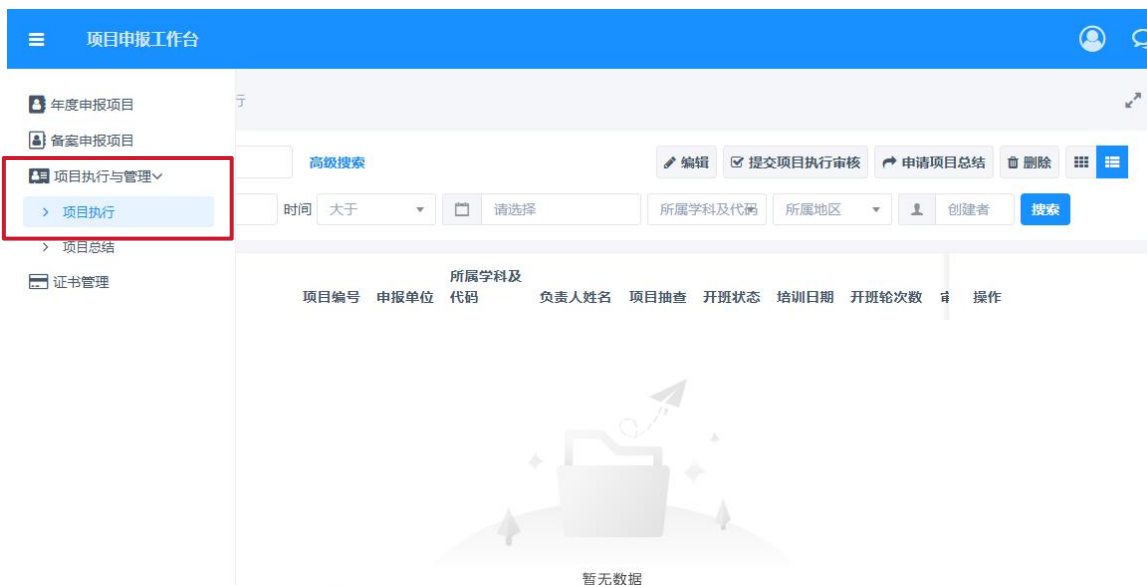 项目申报工作台
年度申报项目
备案申报项目
项目执行与管理
项目执行
项目总结
证书管理
行
高级搜索
编辑
提交项目执行审核
申请项目总结
删除
时间 大于 请选择 所属学科及代码 所属地区 创建者 搜索
项目编号 申报单位 所属学科及代码 负责人姓名 项目抽查 开班状态 培训日期 开班轮次数 操作
暂无数据